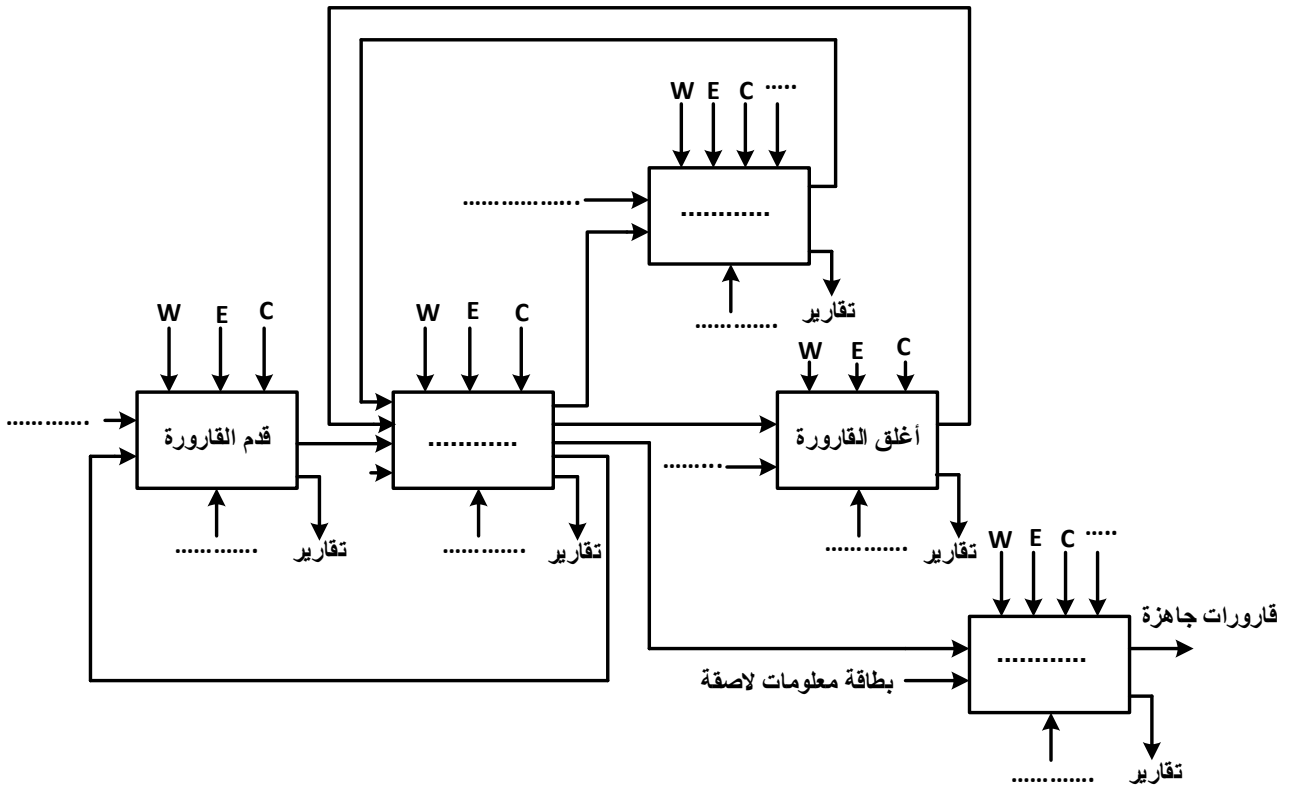 W E C .....
..................
............
.............
تقارير
W E C
.............
قدم القارورة
.............
تقارير
W E C
............
.............
تقارير
W E C
.........
أغلق القارورة
.............
تقارير
W E C .....
قارورات جاهزة
............
بطاقة معلومات لاصقة
.............
تقارير